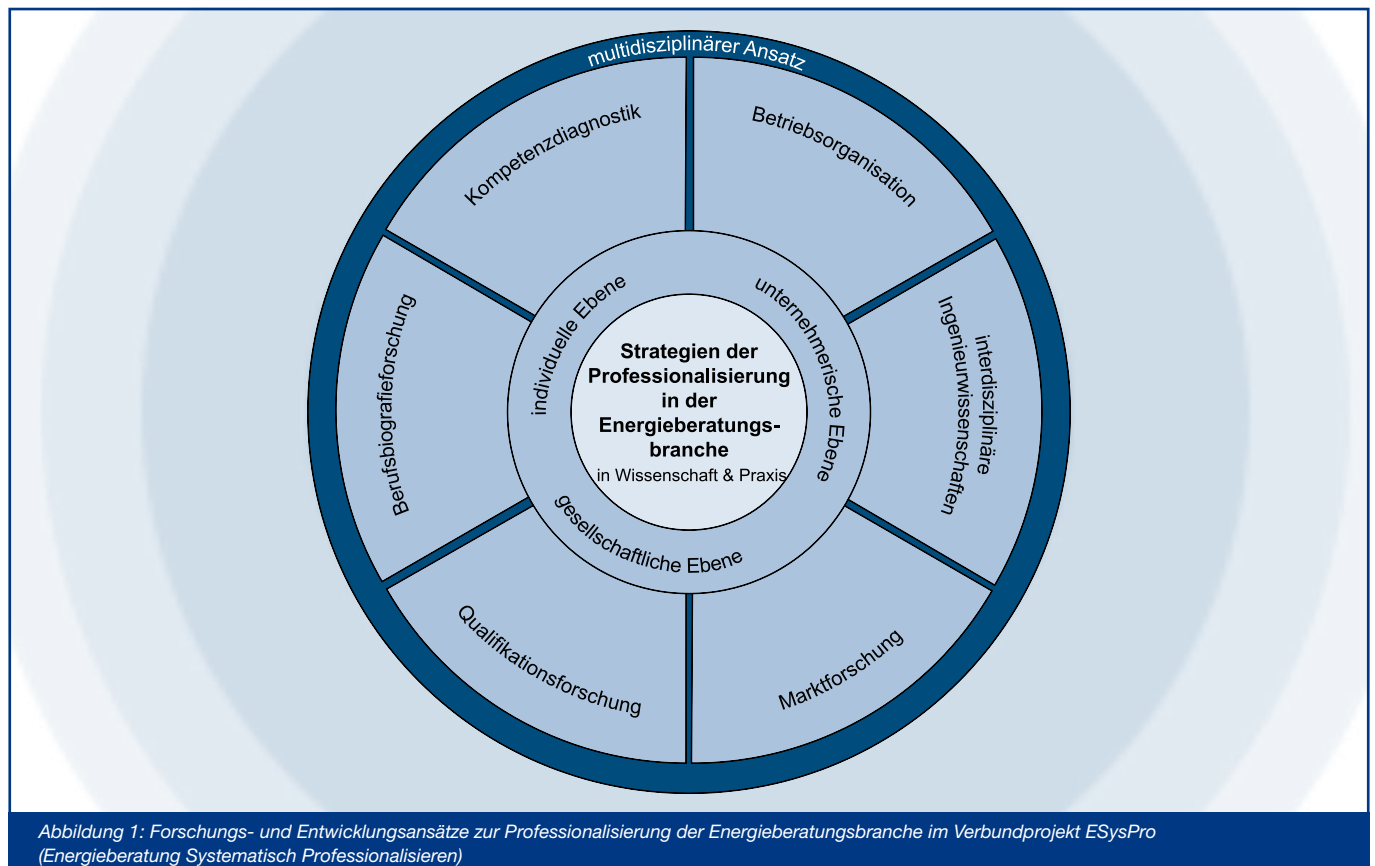 multidisziplinärer Ansatz
Kompetenzdiagnostik
Betriebsorganisation
Berufsbiografieforschung
individuelle Ebene
unternehmerische Ebene
interdisziplinäre
Ingenieurwissenschaften
Strategien der
Professionalisierung
in der
Energieberatungs-
branche
in Wissenschaft & Praxis
gesellschaftliche Ebene
Qualifikationsforschung
Marktforschung
Abbildung 1: Forschungs- und Entwicklungsansätze zur Professionalisierung der Energieberatungsbranche im Verbundprojekt ESysPro
(Energieberatung Systematisch Professionalisieren)